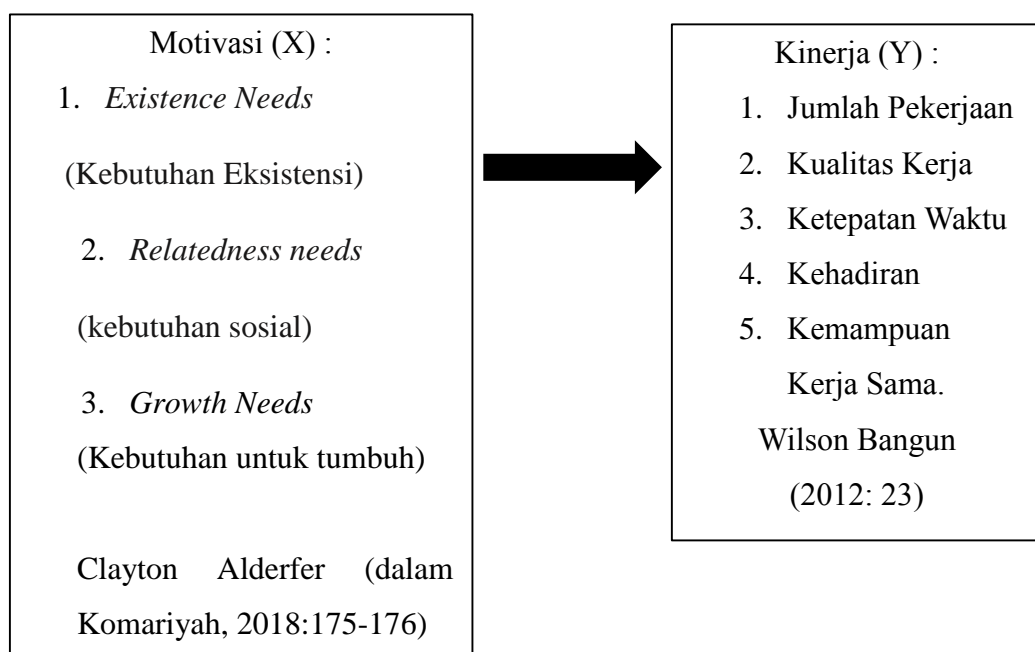 Motivasi (X) :
1. Existence Needs
(Kebutuhan Eksistensi)
2. Relatedness needs
(kebutuhan sosial)
3. Growth Needs
(Kebutuhan untuk tumbuh)
Clayton Alderfer (dalam
Komariyah, 2018:175-176)
Kinerja (Y) :
1. Jumlah Pekerjaan
2. Kualitas Kerja
3. Ketepatan Waktu
4. Kehadiran
5. Kemampuan
Kerja Sama.
Wilson Bangun
(2012: 23)